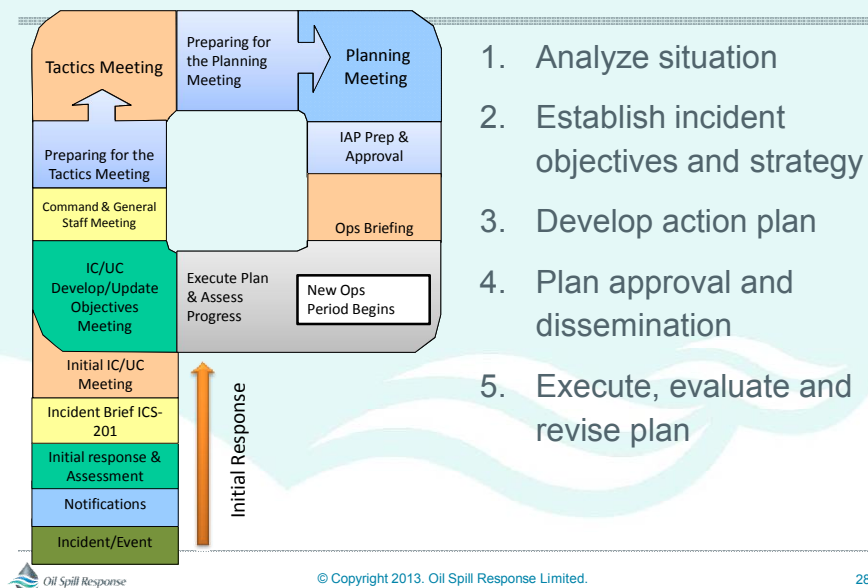 Tactics Meeting
Preparing for
the Planning
Meeting
Planning
Meeting
Preparing for the
Tactics Meeting
IAP Prep &
Approval
Command & General
Staff Meeting
Ops Briefing
IC/UC
Develop/Update
Objectives
Meeting
Execute Plan
& Assess
Progress
New Ops
Period Begins
Initial IC/UC
Meeting
Incident Brief ICS-
201
Initial response &
Assessment
Notifications
Incident/Event
Initial Response
1. Analyze situation
2. Establish incident
objectives and strategy
3. Develop action plan
4. Plan approval and
dissemination
5. Execute, evaluate and
revise plan
Oil Spill Response
© Copyright 2013. Oil Spill Response Limited.
28